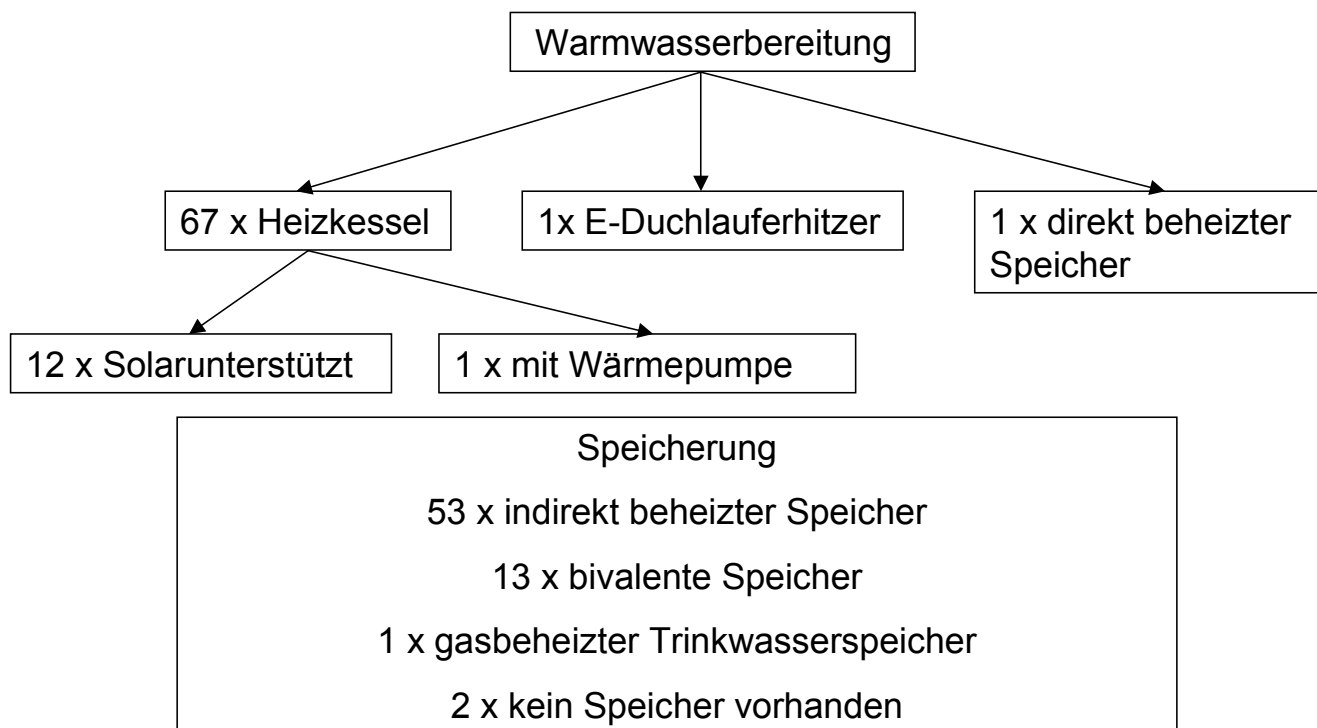 Warmwasserbereitung
67 x Heizkessel
1x E-Duchlauferhitzer
1 x direkt beheizter
Speicher
12 x Solarunterstützt
1 x mit Wärmepumpe
Speicherung
53 x indirekt beheizter Speicher
13 x bivalente Speicher
1 x gasbeheizter Trinkwasserspeicher
2 x kein Speicher vorhanden